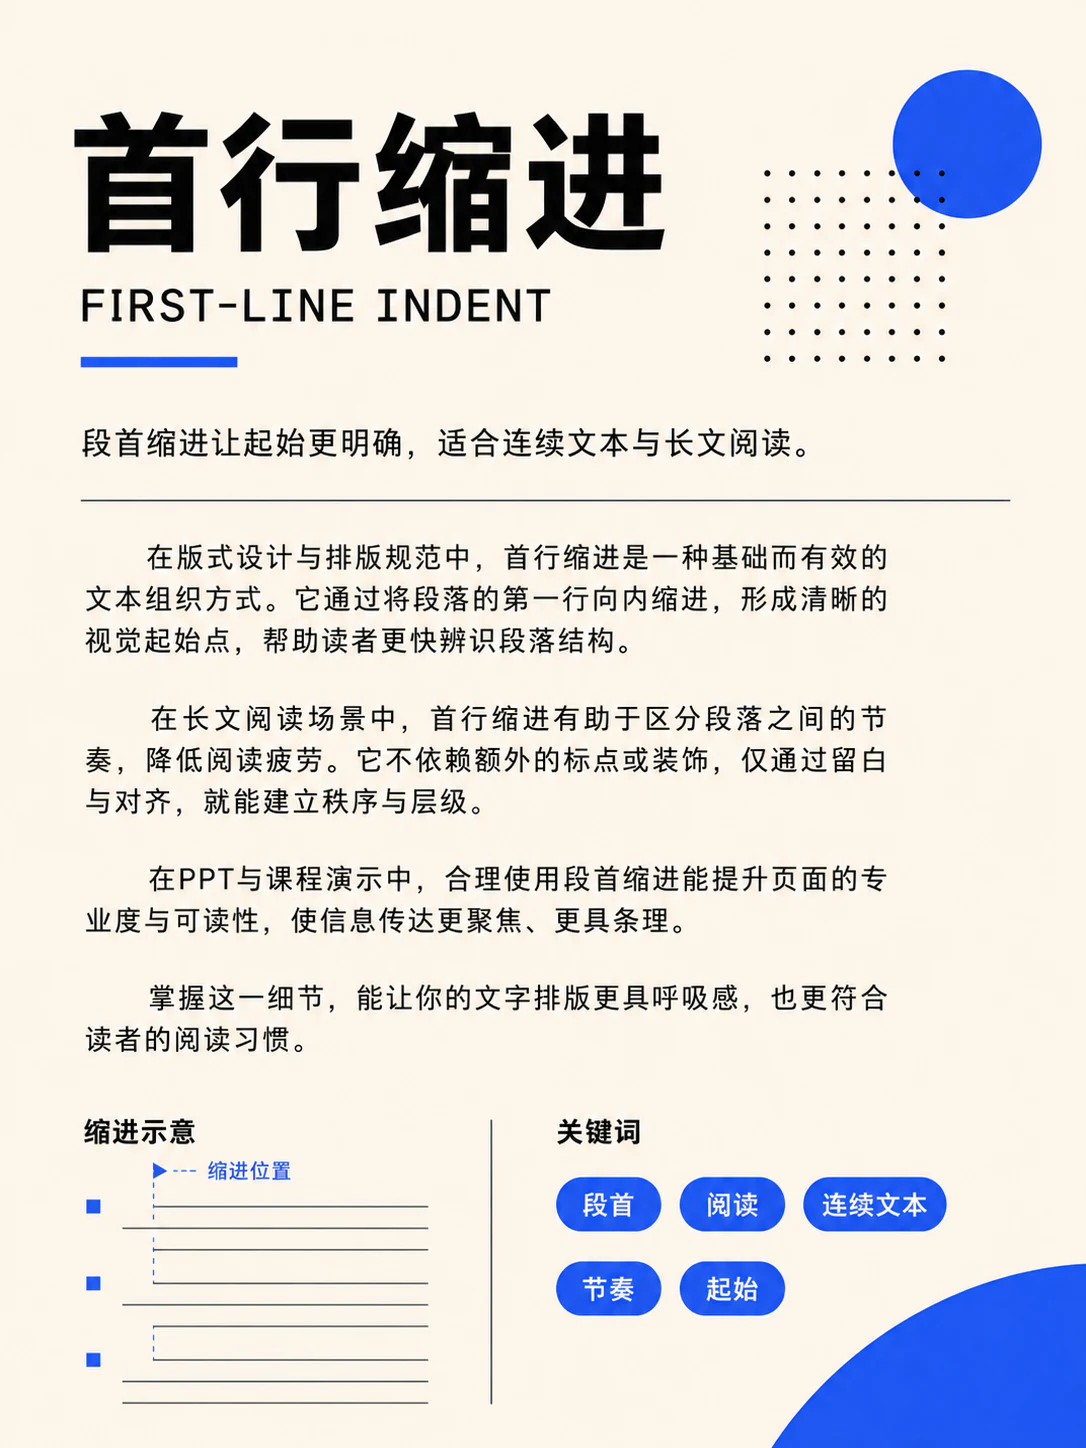 首行缩进
FIRST-LINE INDENT
段首缩进让起始更明确，适合连续文本与长文阅读。
在版式设计与排版规范中，首行缩进是一种基础而有效的
文本组织方式。它通过将段落的第一行向内缩进，形成清晰的
视觉起始点，帮助读者更快辨识段落结构。
在长文阅读场景中，首行缩进有助于区分段落之间的节
奏，降低阅读疲劳。它不依赖额外的标点或装饰，仅通过留白
与对齐，就能建立秩序与层级。
在PPT与课程演示中，合理使用段首缩进能提升页面的专
业度与可读性，使信息传达更聚焦、更具条理。
掌握这一细节，能让你的文字排版更具呼吸感，也更符合
读者的阅读习惯。
缩进示意
缩进位置
关键词
段首 阅读 连续文本
节奏 起始